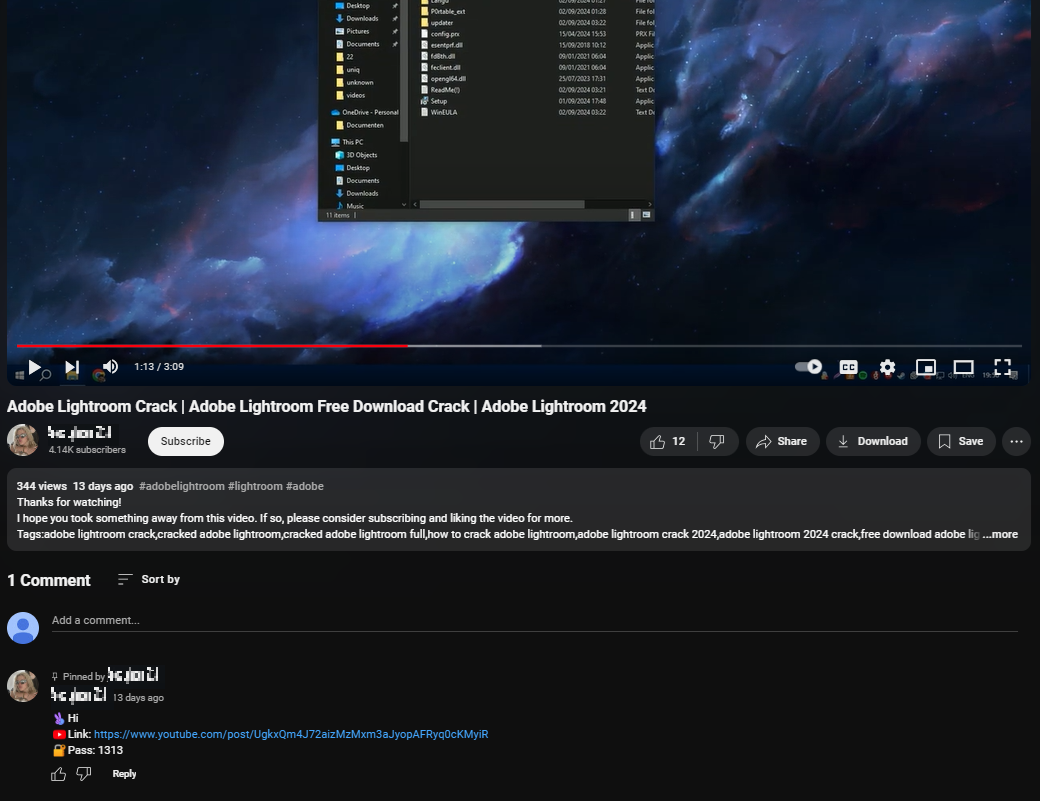 Desktop
Downloads
Pictures
Documents
22
uniq
unknown
videos
OneDrive - Personal
Documenten
This PC
3D Objects
Desktop
Documents
Downloads
Music
P0rtable_ext 02/09/2024 03:21 File fol
updater 02/09/2024 03:22 File fol
config.prx 15/04/2024 15:53 PRX Fil
esentprf.dll 15/09/2018 10:12 Applic
fd8th.dll 09/01/2021 06:04 Applic
feclient.dll 09/01/2021 06:04 Applic
opengl64.dll 25/07/2023 17:31 Applic
ReadMe(!) 02/09/2024 03:21 Text Do
Setup 01/09/2024 17:48 Applic
WinEULA 02/09/2024 03:22 Text Do
11 items
1:13 / 3:09
CC
Adobe Lightroom Crack | Adobe Lightroom Free Download Crack | Adobe Lightroom 2024
4.14K subscribers
Subscribe
12
Share
Download
Save
344 views 13 days ago #adobelightroom #lightroom #adobe
Thanks for watching!
I hope you took something away from this video. If so, please consider subscribing and liking the video for more.
Tags:adobe lightroom crack,cracked adobe lightroom,cracked adobe lightroom full,how to crack adobe lightroom,adobe lightroom crack 2024,adobe lightroom 2024 crack,free download adobe lig ...more
1 Comment
Sort by
Add a comment...
Pinned by
13 days ago
Hi
Link: https://www.youtube.com/post/UgkxQm4J72aizMzMxm3aJyopAFRyq0cKMyiR
Pass: 1313
Reply